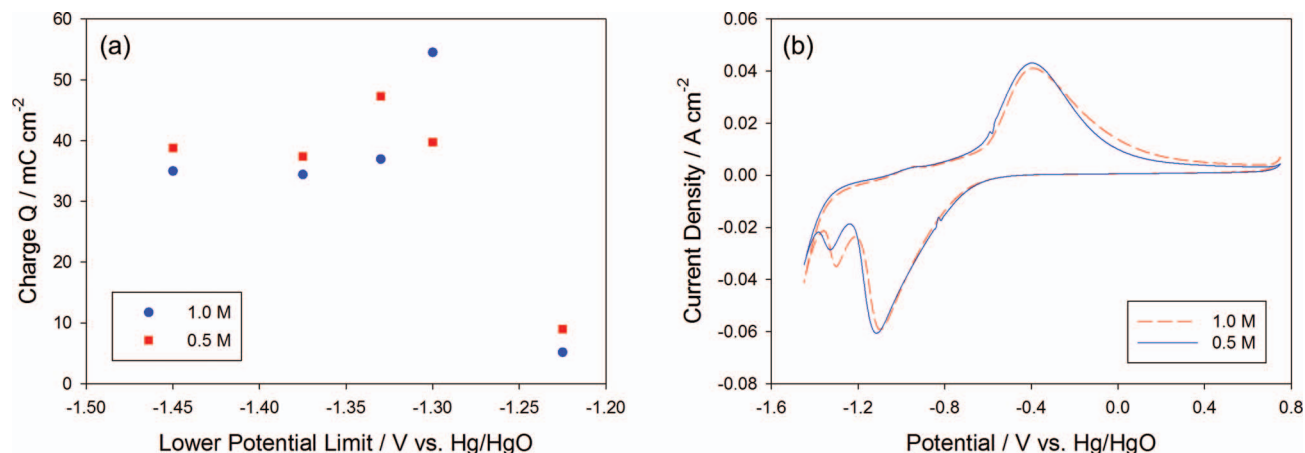 (a)
60
50
40
30
20
10
0
Charge Q / mC cm-2
1.0 M
0.5 M
-1.50 -1.45 -1.40 -1.35 -1.30 -1.25 -1.20
Lower Potential Limit / V vs. Hg/HgO
(b)
0.06
0.04
0.02
0.00
-0.02
-0.04
-0.06
-0.08
Current Density / A cm-2
1.0 M
0.5 M
-1.6 -1.2 -0.8 -0.4 0.0 0.4 0.8
Potential / V vs. Hg/HgO